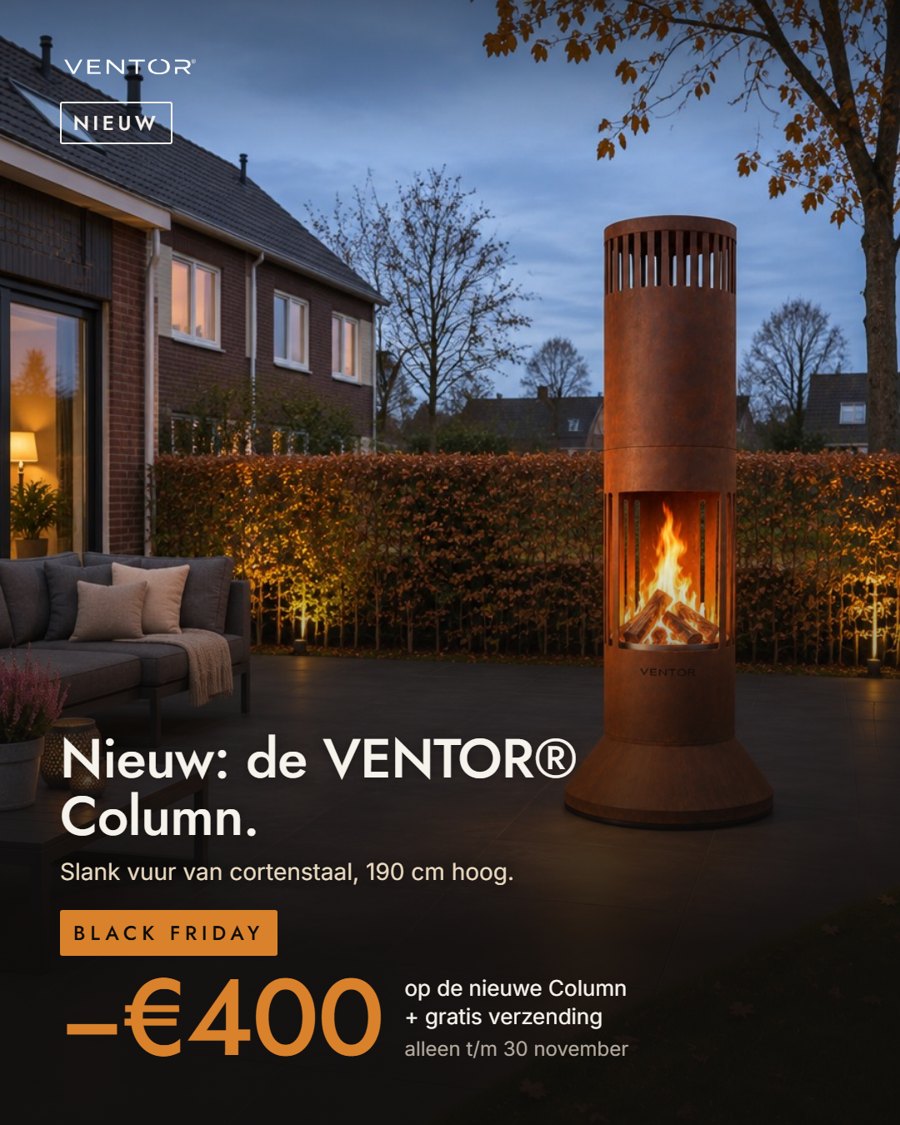 VENTOR®
NIEUW
VENTOR
Nieuw: de VENTOR®
Column.
Slank vuur van cortenstaal, 190 cm hoog.
BLACK FRIDAY
–€400
op de nieuwe Column
+ gratis verzending
alleen t/m 30 november